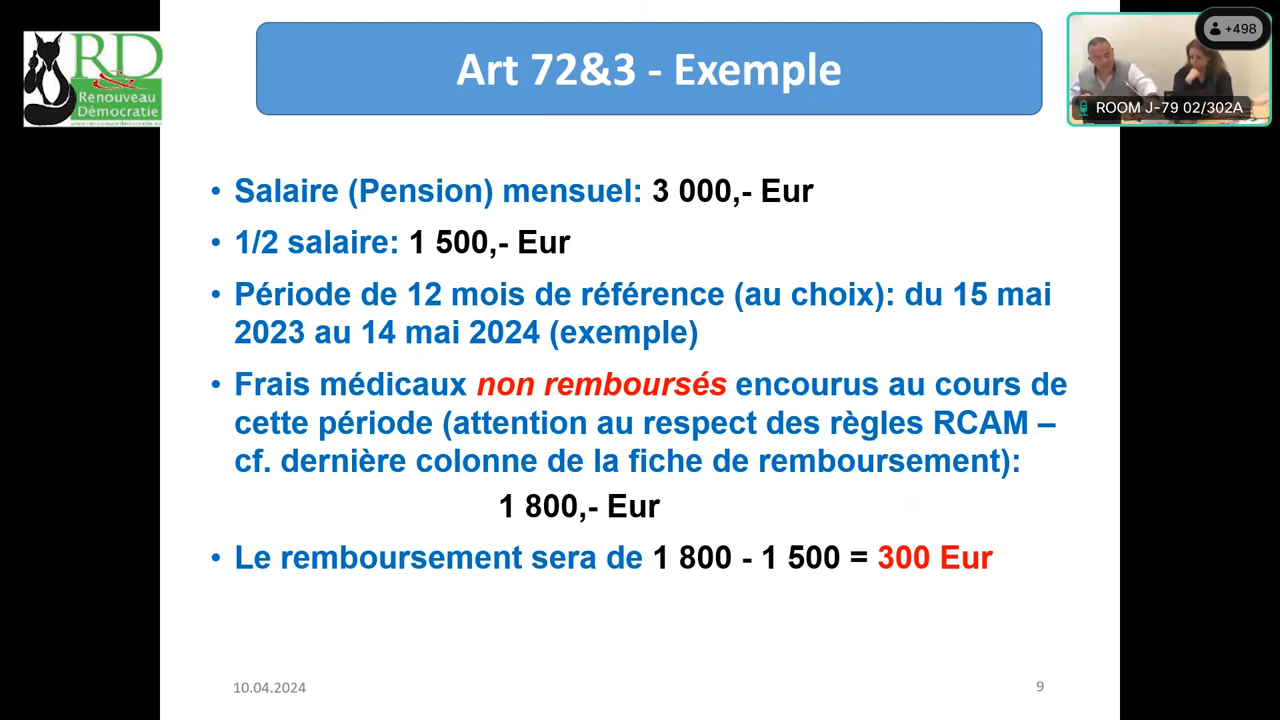 RD
Renouveau
Démocratie
Art 72&3 - Exemple
+498
ROOM J-79 02/302A
• Salaire (Pension) mensuel: 3 000,- Eur
• 1/2 salaire: 1 500,- Eur
• Période de 12 mois de référence (au choix): du 15 mai
2023 au 14 mai 2024 (exemple)
• Frais médicaux non remboursés encourus au cours de
cette période (attention au respect des règles RCAM –
cf. dernière colonne de la fiche de remboursement):
1 800,- Eur
• Le remboursement sera de 1 800 - 1 500 = 300 Eur
10.04.2024
9